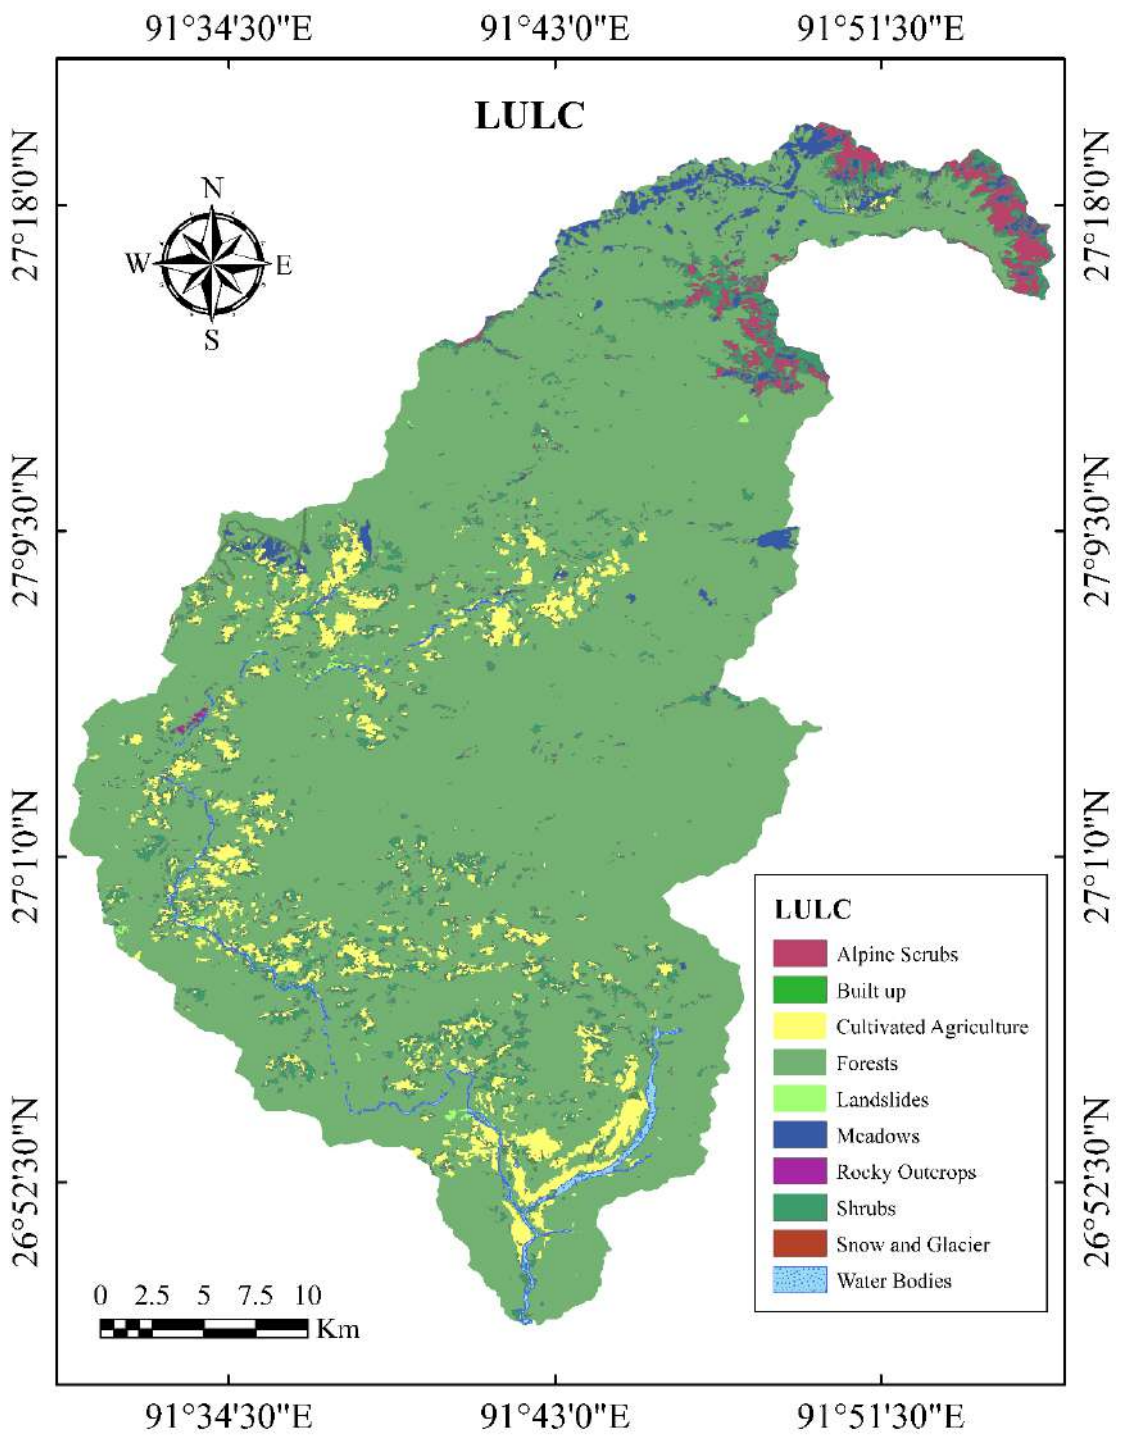 91°34'30"E 91°43'0"E 91°51'30"E
LULC
27°18'0"N 27°18'0"N
N
W E
S
27°9'30"N 27°9'30"N
27°1'0"N 27°1'0"N
LULC
Alpine Scrubs
Built up
Cultivated Agriculture
Forests
Landslides
Meadows
Rocky Outcrops
Shrubs
Snow and Glacier
Water Bodies
26°52'30"N 26°52'30"N
0 2.5 5 7.5 10
Km
91°34'30"E 91°43'0"E 91°51'30"E